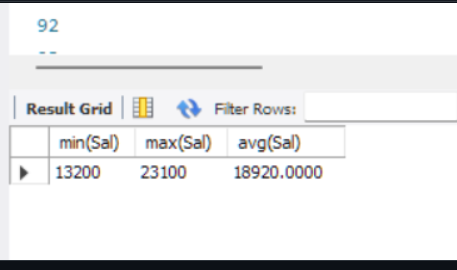 92
Result Grid Filter Rows:
min(Sal) max(Sal) avg(Sal)
13200 23100 18920.0000